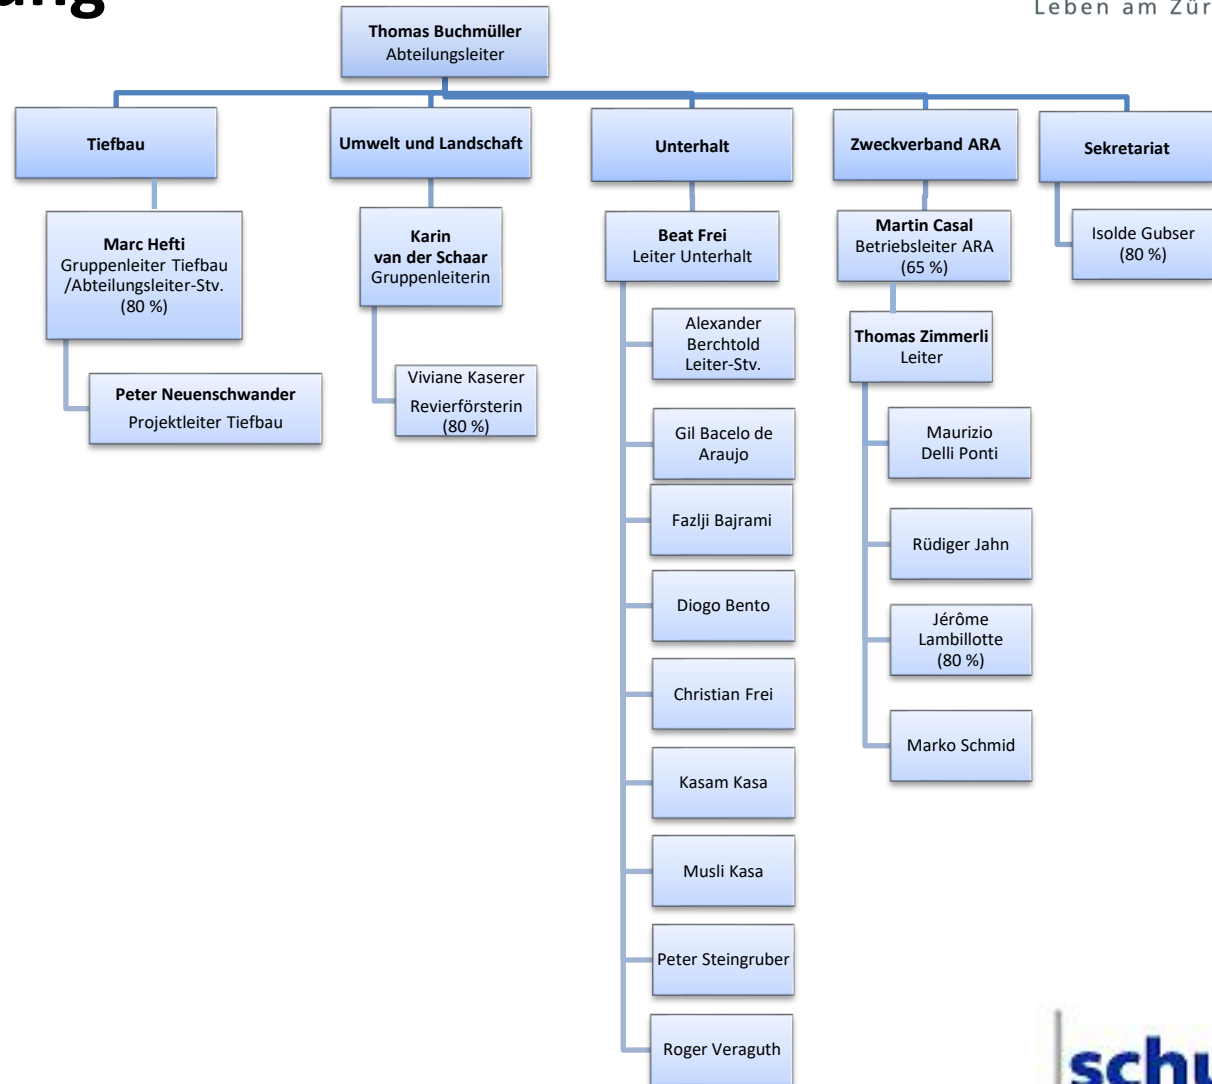 ung
Leben am Zür
Thomas Buchmüller
Abteilungsleiter
Tiefbau
Umwelt und Landschaft
Unterhalt
Zweckverband ARA
Sekretariat
Marc Hefti
Gruppenleiter Tiefbau
/Abteilungsleiter-Stv.
(80 %)
Peter Neuenschwander
Projektleiter Tiefbau
Karin
van der Schaar
Gruppenleiterin
Viviane Kaserer
Revierförsterin
(80 %)
Beat Frei
Leiter Unterhalt
Alexander
Berchtold
Leiter-Stv.
Gil Bacelo de
Araujo
Fazlji Bajrami
Diogo Bento
Christian Frei
Kasam Kasa
Musli Kasa
Peter Steingruber
Roger Veraguth
Martin Casal
Betriebsleiter ARA
(65 %)
Thomas Zimmerli
Leiter
Maurizio
Delli Ponti
Rüdiger Jahn
Jérôme
Lambillotte
(80 %)
Marko Schmid
Isolde Gubser
(80 %)
schu